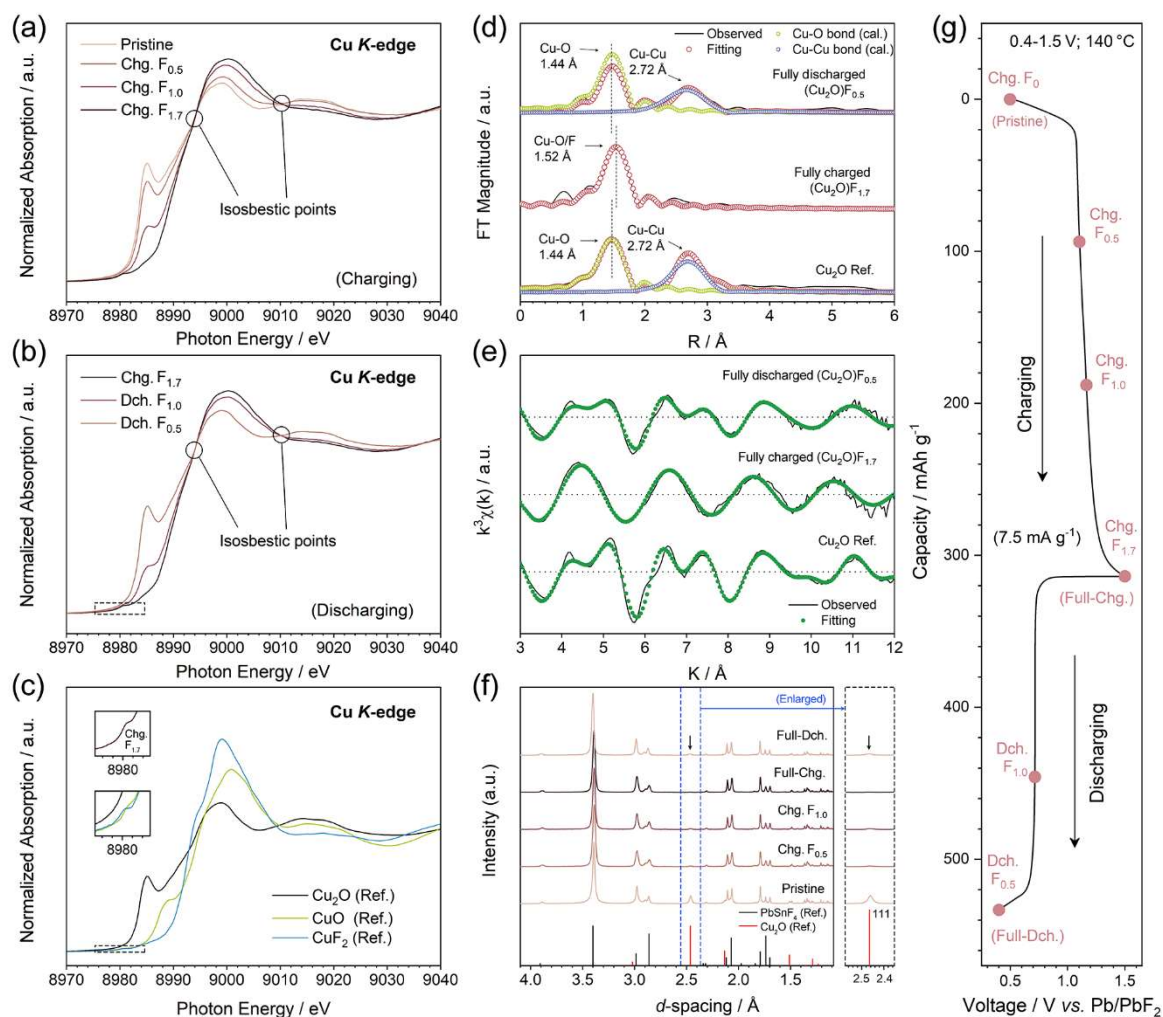 (a)
Normalized Absorption / a.u.
Pristine
Chg. F0.5
Chg. F1.0
Chg. F1.7
Cu K-edge
Isosbestic points
(Charging)
8970 8980 8990 9000 9010 9020 9030 9040
Photon Energy / eV
(b)
Normalized Absorption / a.u.
Chg. F1.7
Dch. F1.0
Dch. F0.5
Cu K-edge
Isosbestic points
(Discharging)
8970 8980 8990 9000 9010 9020 9030 9040
Photon Energy / eV
(c)
Normalized Absorption / a.u.
Cu K-edge
Chg.
F1.7
8980
8980
Cu2O (Ref.)
CuO (Ref.)
CuF2 (Ref.)
8970 8980 8990 9000 9010 9020 9030 9040
Photon Energy / eV
(d)
FT Magnitude / a.u.
Observed
Fitting
Cu-O bond (cal.)
Cu-Cu bond (cal.)
Cu-O
1.44 Å
Cu-Cu
2.72 Å
Fully discharged
(Cu2O)F0.5
Cu-O/F
1.52 Å
Fully charged
(Cu2O)F1.7
Cu-O
1.44 Å
Cu-Cu
2.72 Å
Cu2O Ref.
0 1 2 3 4 5 6
R / Å
(e)
k3χ(k) / a.u.
Fully discharged (Cu2O)F0.5
Fully charged (Cu2O)F1.7
Cu2O Ref.
Observed
Fitting
3 4 5 6 7 8 9 10 11 12
K / Å
(f)
Intensity (a.u.)
(Enlarged)
Full-Dch.
Full-Chg.
Chg. F1.0
Chg. F0.5
Pristine
PbSnF4 (Ref.)
Cu2O (Ref.)
111
4.0 3.5 3.0 2.5 2.0 1.5
2.5 2.4
d-spacing / Å
(g)
Capacity / mAh g-1
0.4-1.5 V; 140 °C
Chg. F0
(Pristine)
Chg.
F0.5
Charging
Chg.
F1.0
(7.5 mA g-1)
Chg.
F1.7
(Full-Chg.)
Discharging
Dch.
F1.0
Dch.
F0.5
(Full-Dch.)
0
100
200
300
400
500
0.5 1.0 1.5
Voltage / V vs. Pb/PbF2